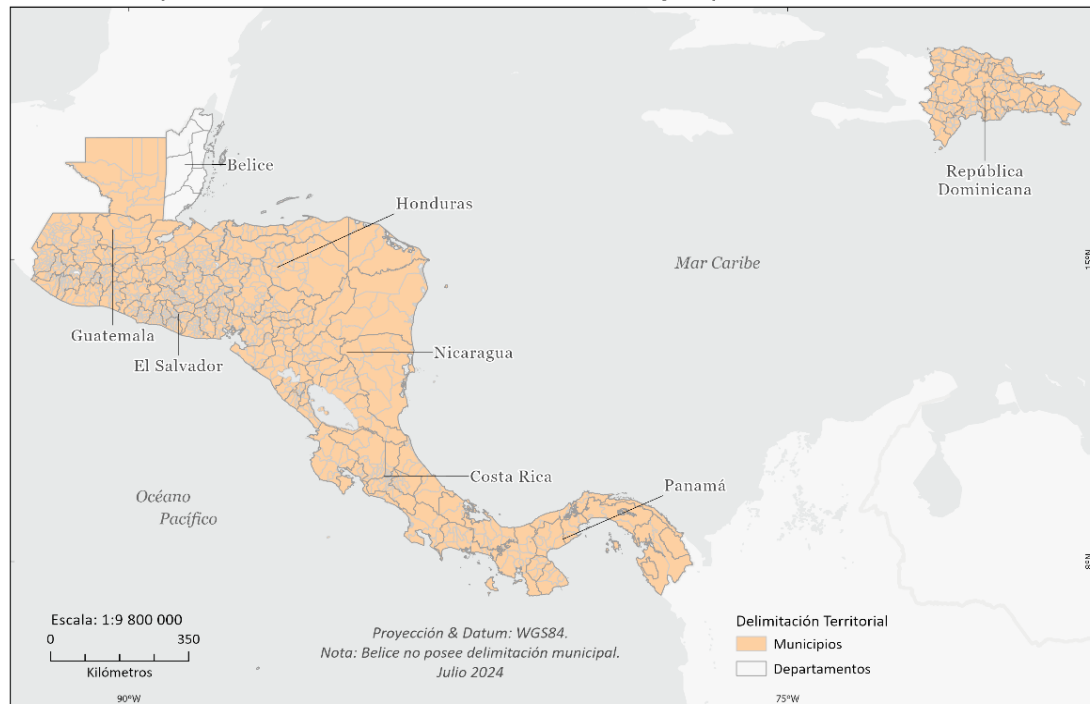 Belice
República
Dominicana
Honduras
Mar Caribe
15°N
Guatemala
El Salvador
Nicaragua
Costa Rica
Panamá
Océano
Pacífico
8°N
Escala: 1:9 800 000
0 350
Kilómetros
Proyección & Datum: WGS84.
Nota: Belice no posee delimitación municipal.
Julio 2024
Delimitación Territorial
Municipios
Departamentos
90°W
75°W